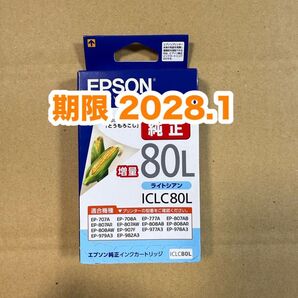 EPSON
期限 2028.1
「とうもろこし」
純正
増量
80L
ライトシアン
ICLC80L
適合機種 ▼プリンターの型番をご確認ください。
EP-707A EP-708A EP-777A EP-807AB
EP-807AR EP-807AW EP-808AB EP-808AR
EP-808AW EP-907F EP-977A3 EP-978A3
EP-979A3 EP-982A3
エプソン純正インクカートリッジ ICLC80L